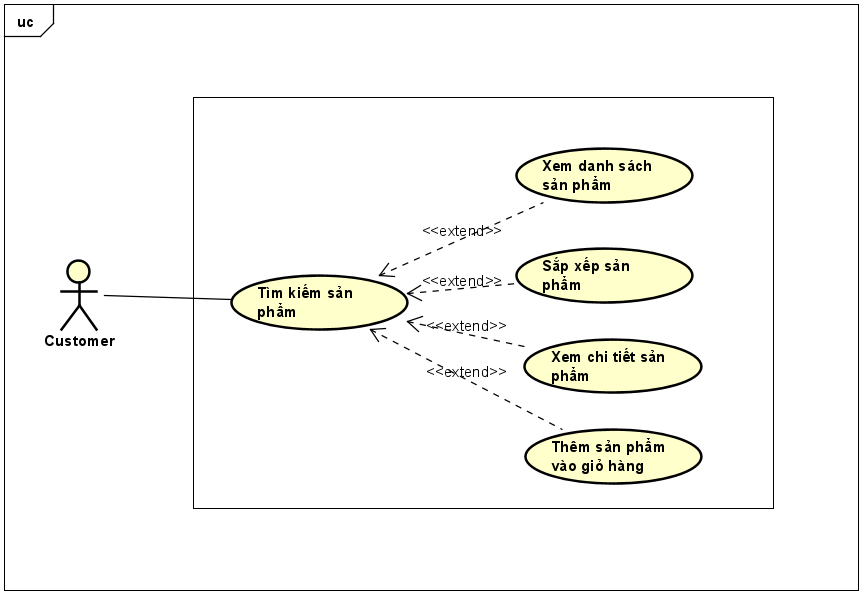 uc
Xem danh sách
sản phẩm
<<extend>>
Sắp xếp sản
phẩm
<<extend>>
Tìm kiếm sản
phẩm
<<extend>>
Customer
Xem chi tiết sản
phẩm
<<extend>>
Thêm sản phẩm
vào giỏ hàng